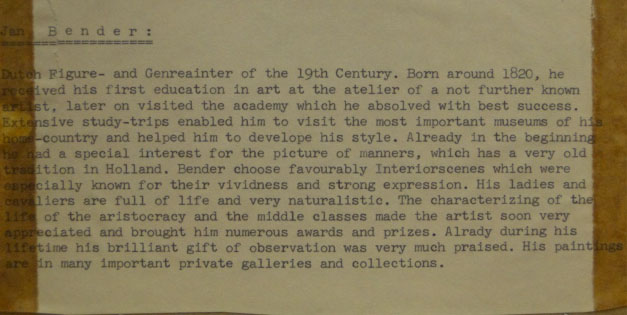 Jan Bender:
Dutch Figure- and Genreainter of the 19th Century. Born around 1820, he
received his first education in art at the atelier of a not further known
artist, later on visited the academy which he absolved with best success.
Extensive study-trips enabled him to visit the most important museums of his
home-country and helped him to develope his style. Already in the beginning
he had a special interest for the picture of manners, which has a very old
tradition in Holland. Bender choose favourably Interiorscenes which were
especially known for their vividness and strong expression. His ladies and
cavaliers are full of life and very naturalistic. The characterizing of the
life of the aristocracy and the middle classes made the artist soon very
appreciated and brought him numerous awards and prizes. Alrady during his
lifetime his brilliant gift of observation was very much praised. His paintings
are in many important private galleries and collections.